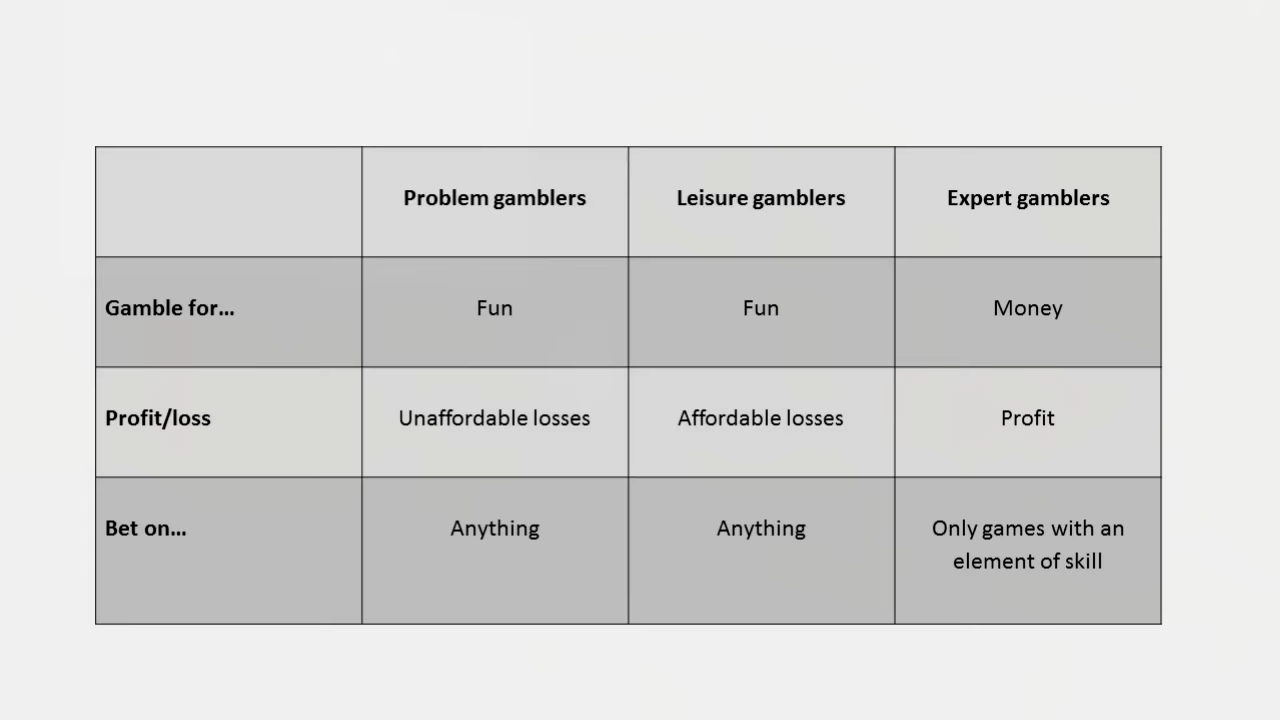 Problem gamblers Leisure gamblers Expert gamblers
Gamble for... Fun Fun Money
Profit/loss Unaffordable losses Affordable losses Profit
Bet on... Anything Anything Only games with an
element of skill